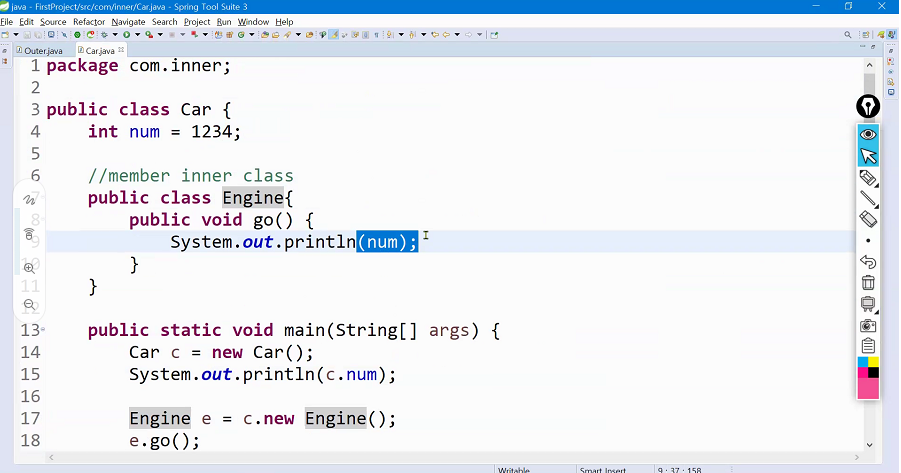 java - FirstProject/src/com/inner/Car.java - Spring Tool Suite 3
File Edit Source Refactor Navigate Search Project Run Window Help
Outer.java Car.java
1 package com.inner;
2
3 public class Car {
4 int num = 1234;
5
6 //member inner class
7 public class Engine{
8 public void go() {
9 System.out.println(num);
10 }
11 }
12
13 public static void main(String[] args) {
14 Car c = new Car();
15 System.out.println(c.num);
16
17 Engine e = c.new Engine();
18 e.go();
Writable Smart Insert 9 : 37 : 158